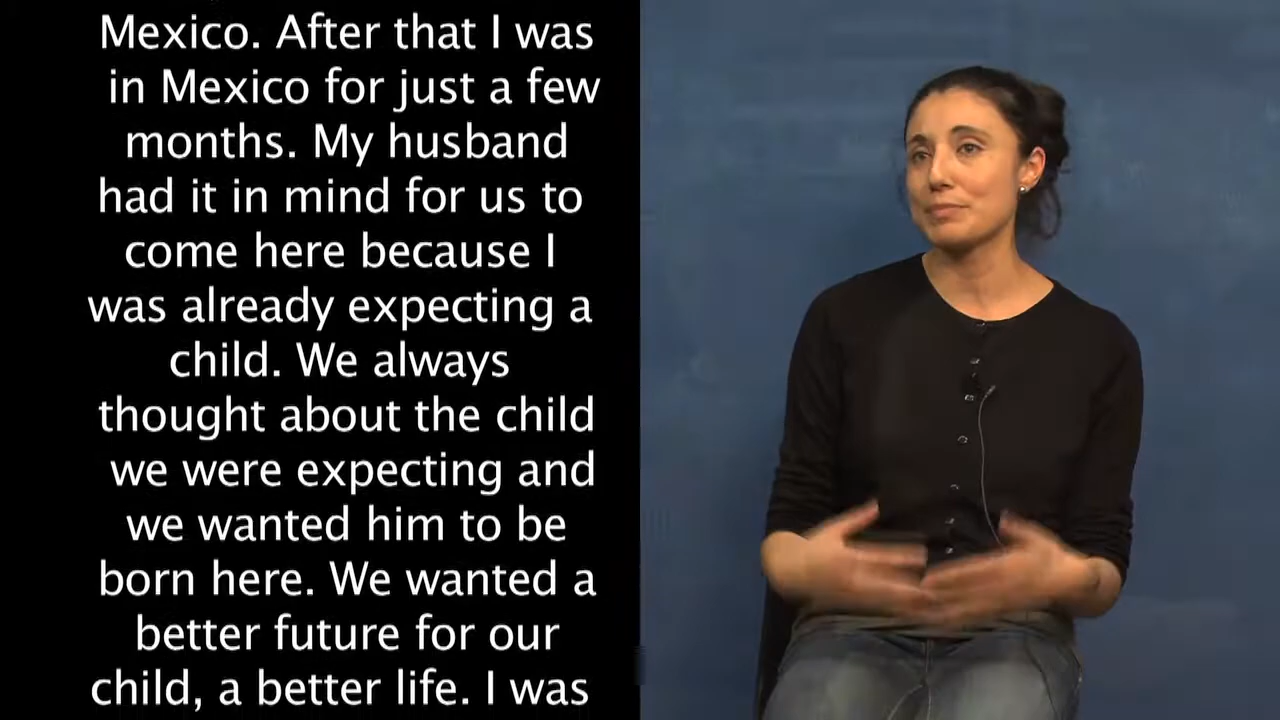 Mexico. After that I was
in Mexico for just a few
months. My husband
had it in mind for us to
come here because I
was already expecting a
child. We always
thought about the child
we were expecting and
we wanted him to be
born here. We wanted a
better future for our
child, a better life. I was